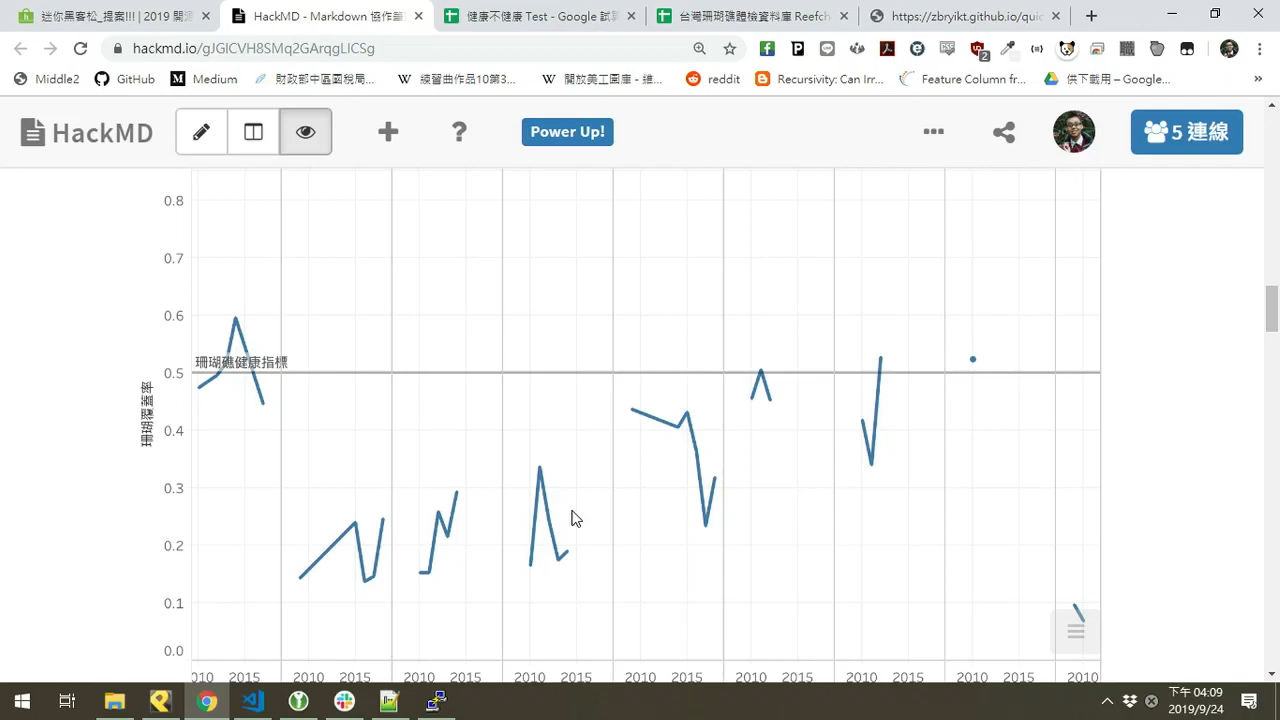 迷你黑客松_提案!!! | 2019 開
HackMD - Markdown 協作筆
健康不健康 Test - Google 試
台灣珊瑚礁體檢資料庫 Reefch
https://zbryikt.github.io/quic
hackmd.io/gJGlCVH8SMq2GArqgLlCSg
Middle2
GitHub
Medium
財政部中區國稅局...
練習曲作品10第3...
開放美工圖庫 - 維...
reddit
Recursivity: Can Irr...
Feature Column fr...
供下載用 – Google...
HackMD
Power Up!
5 連線
0.8
0.7
0.6
珊瑚礁健康指標
0.5
珊瑚覆蓋率
0.4
0.3
0.2
0.1
0.0
010 2015 2010 2015 2010 2015 2010 2015 2010 2015 2010 2015 2010 2015 2010 2015 2010
下午 04:09
2019/9/24